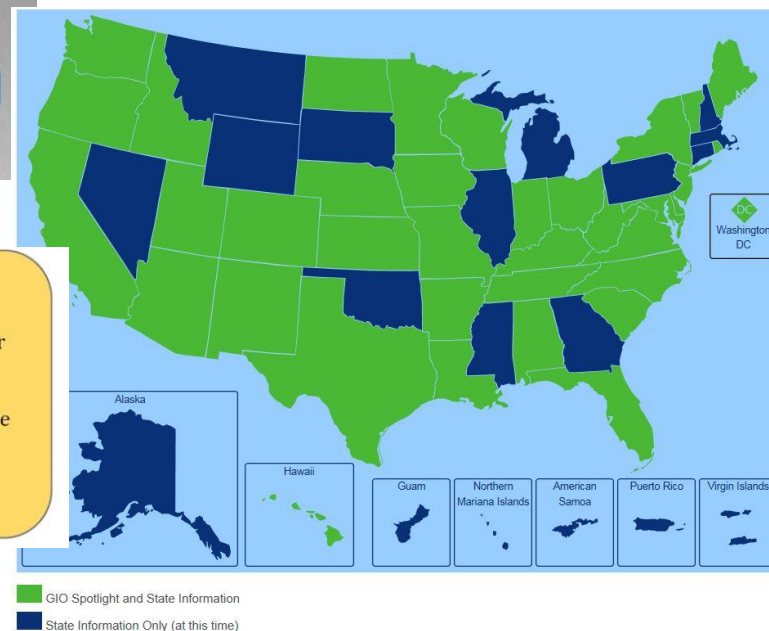 DC
Washington
DC
r
e
Alaska
Hawaii
Guam
Northern
Mariana Islands
American
Samoa
Puerto Rico
Virgin Islands
GIO Spotlight and State Information
State Information Only (at this time)